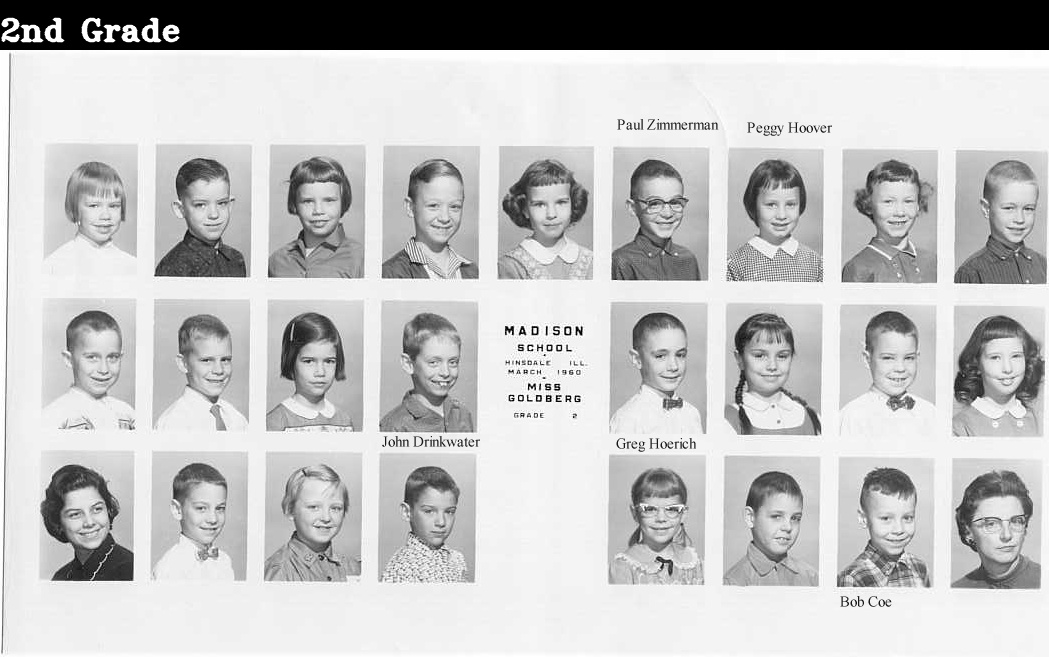 2nd Grade
Paul Zimmerman
Peggy Hoover
MADISON
SCHOOL
HINSDALE ILL.
MARCH 1960
MISS
GOLDBERG
GRADE 2
John Drinkwater
Greg Hoerich
Bob Coe